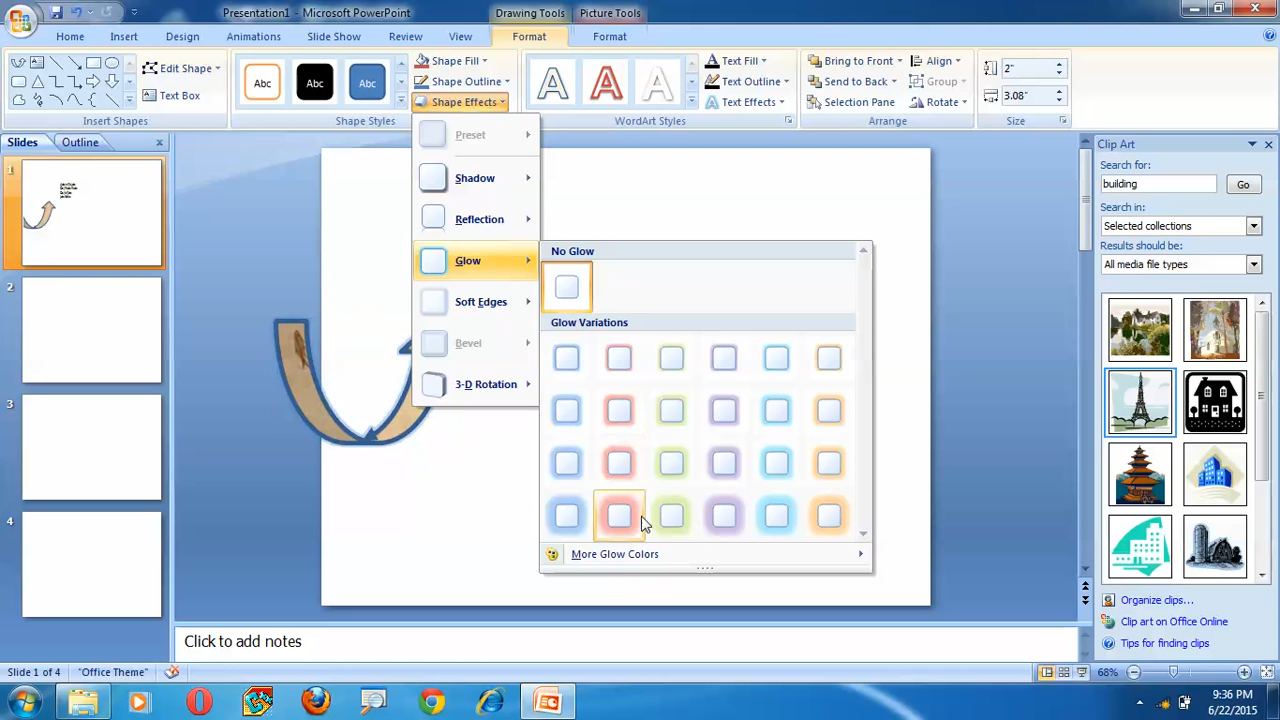 Presentation1 - Microsoft PowerPoint
Drawing Tools
Picture Tools
Home
Insert
Design
Animations
Slide Show
Review
View
Format
Format
Edit Shape
Text Box
Insert Shapes
Abc
Abc
Abc
Shape Fill
Shape Outline
Shape Effects
Shape Styles
A
A
A
Text Fill
Text Outline
Text Effects
WordArt Styles
Bring to Front
Send to Back
Selection Pane
Align
Group
Rotate
Arrange
2"
3.08"
Size
Slides
Outline
1
2
3
4
Preset
Shadow
Reflection
Glow
Soft Edges
Bevel
3-D Rotation
No Glow
Glow Variations
More Glow Colors
Clip Art
Search for:
building
Go
Search in:
Selected collections
Results should be:
All media file types
Organize clips...
Clip art on Office Online
Tips for finding clips
Click to add notes
Slide 1 of 4
"Office Theme"
68%
9:36 PM
6/22/2015